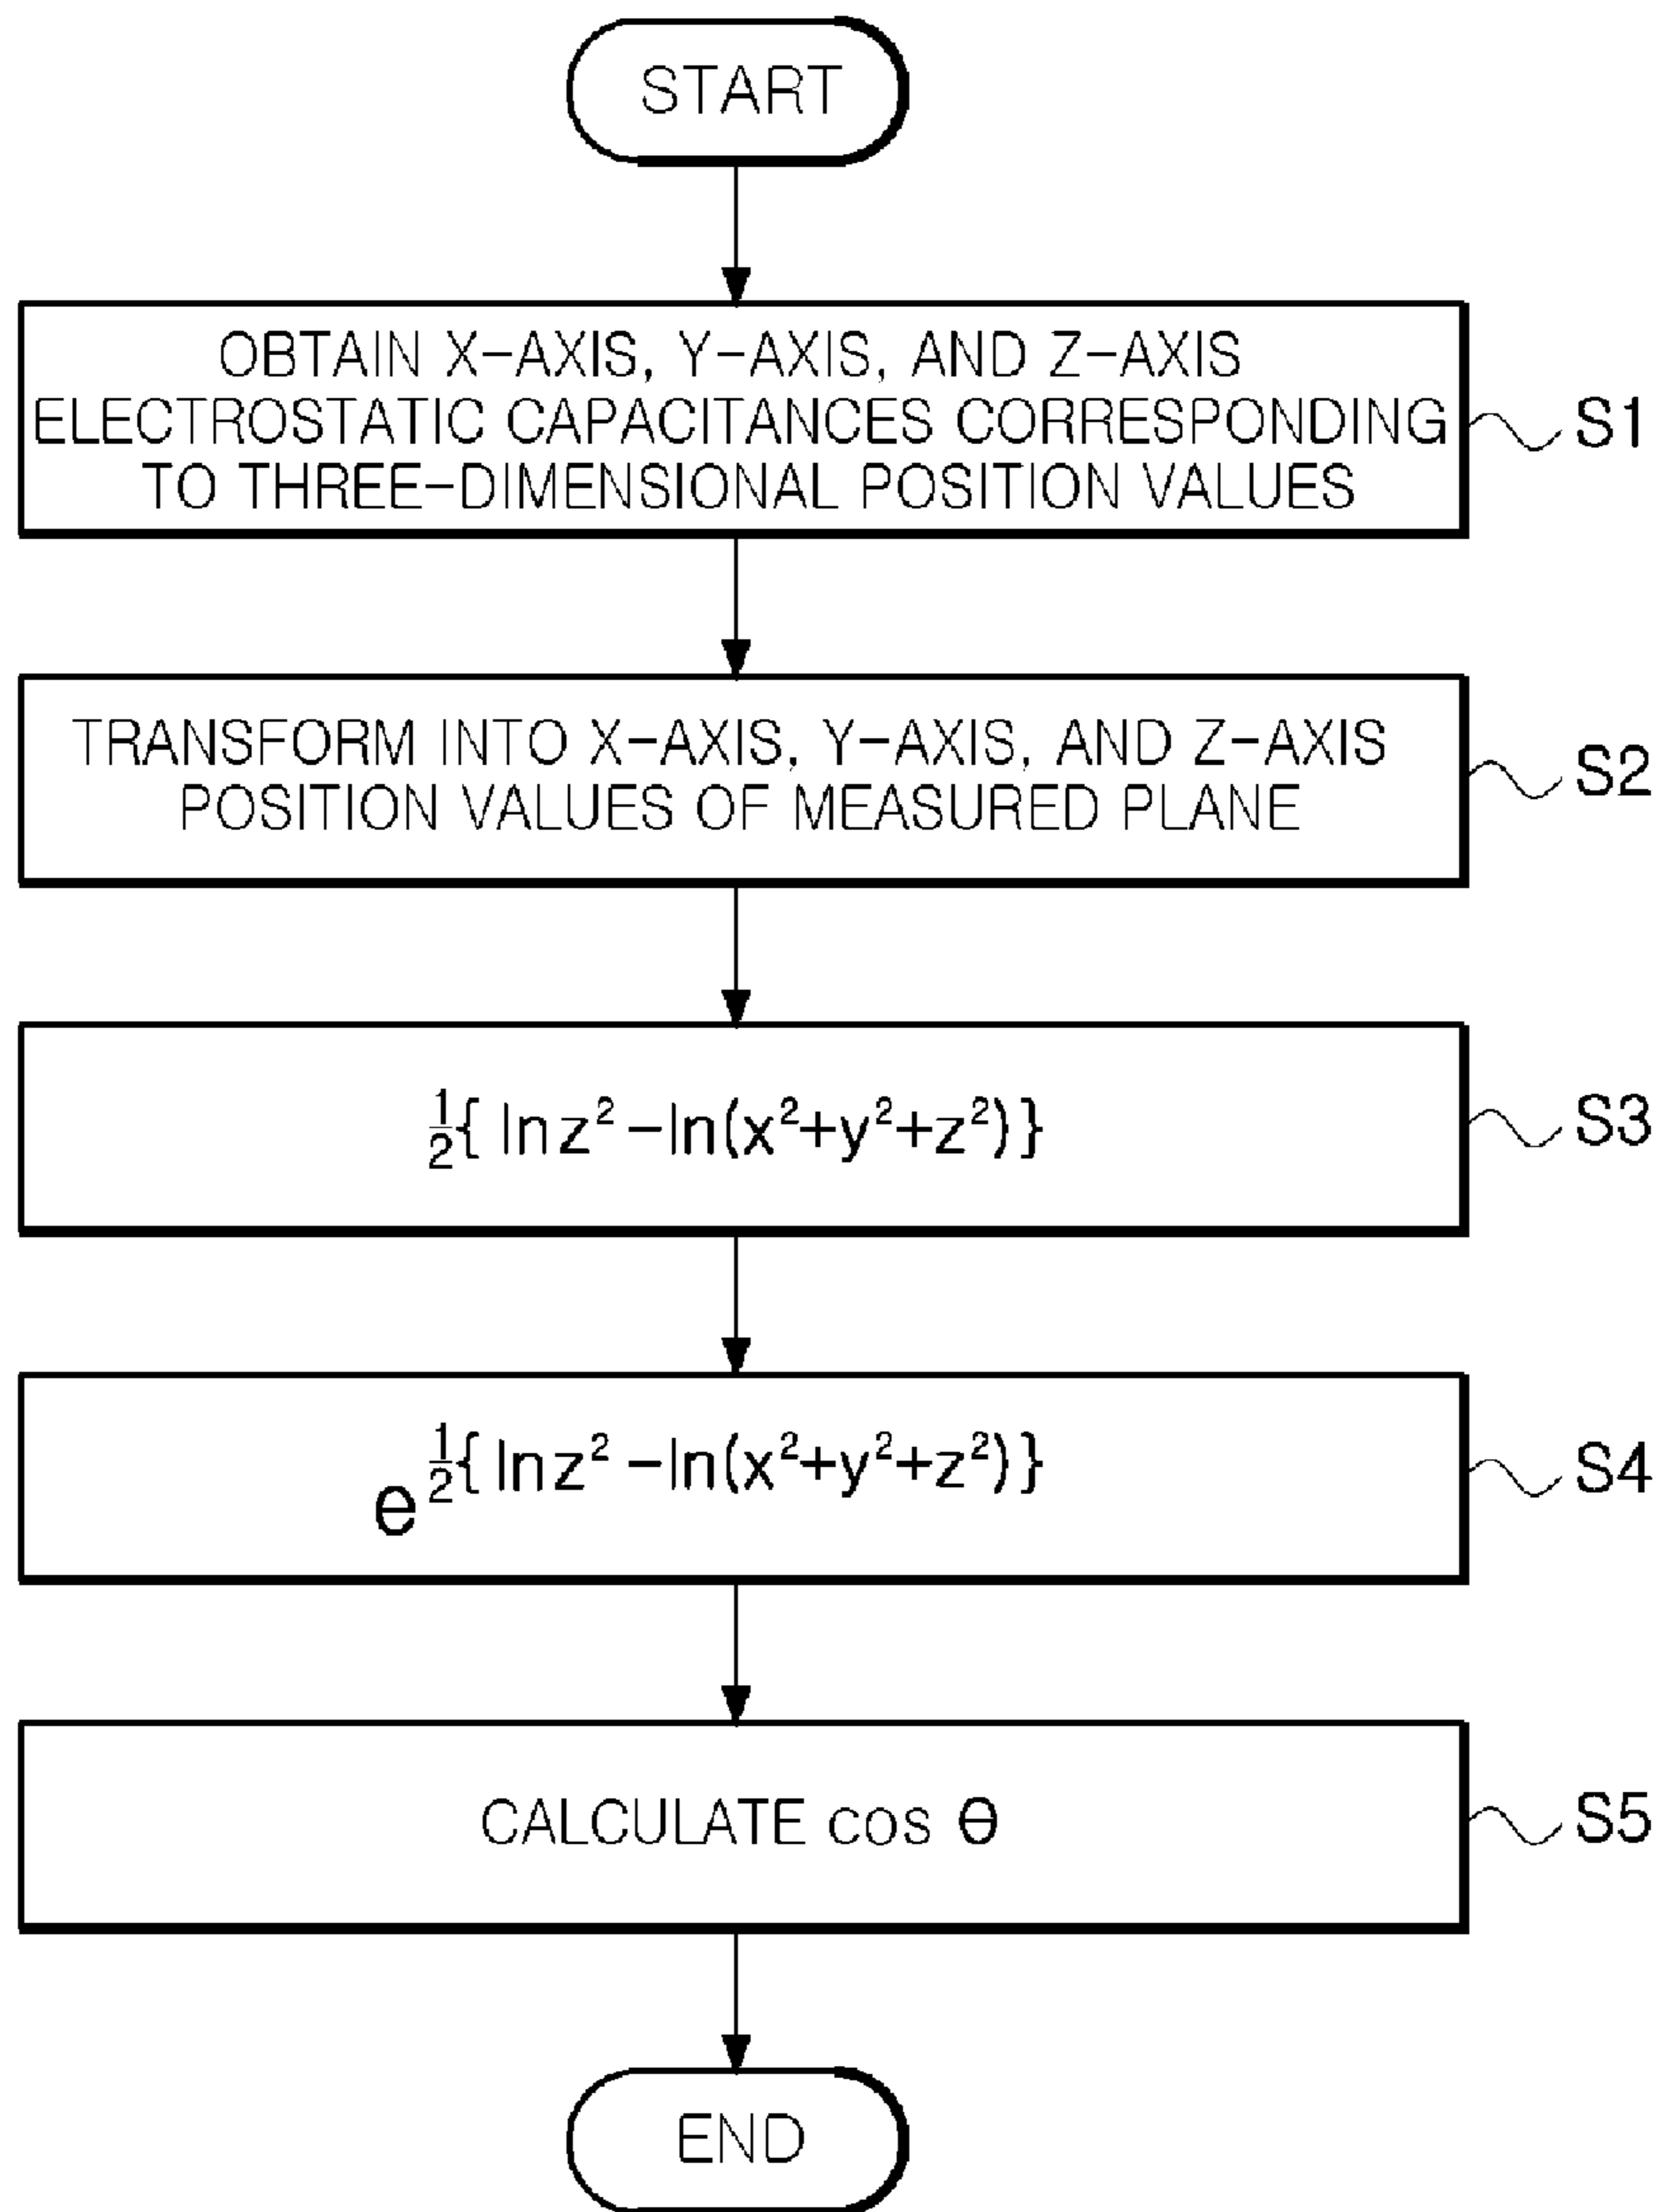 START
OBTAIN X-AXIS, Y-AXIS, AND Z-AXIS
ELECTROSTATIC CAPACITANCES CORRESPONDING
TO THREE-DIMENSIONAL POSITION VALUES
S1
TRANSFORM INTO X-AXIS, Y-AXIS, AND Z-AXIS
POSITION VALUES OF MEASURED PLANE
S2
½{ lnz²-ln(x²+y²+z²)}
S3
e ½{ lnz²-ln(x²+y²+z²)}
S4
CALCULATE cos θ
S5
END